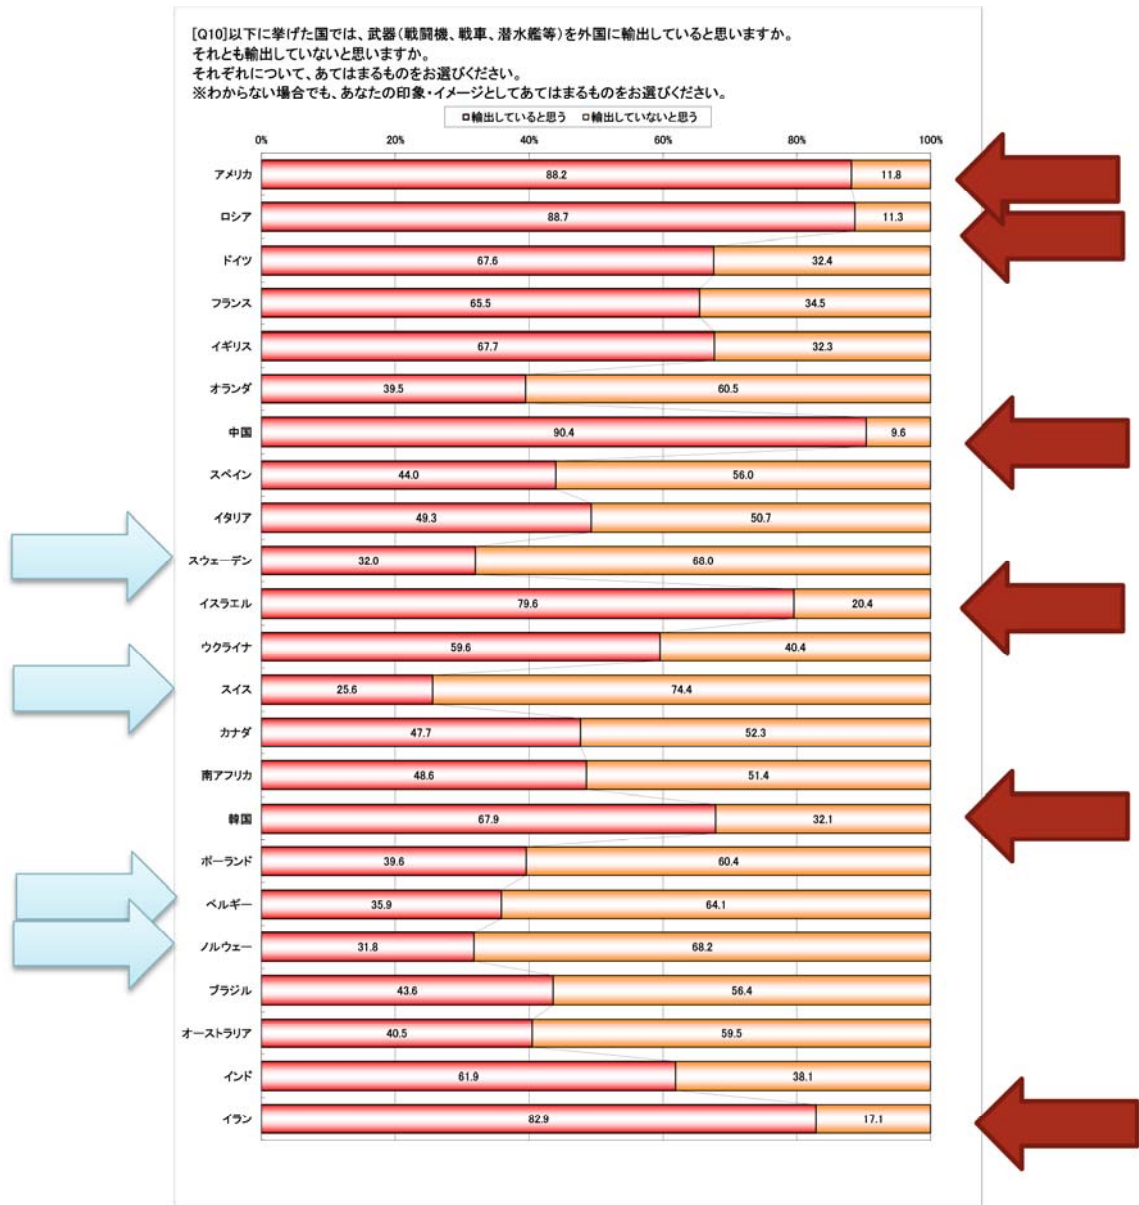 [Q10]以下に挙げた国では、武器(戦闘機、戦車、潜水艦等)を外国に輸出していると思いますか。
それとも輸出していないと思いますか。
それぞれについて、あてはまるものをお選びください。
※わからない場合でも、あなたの印象・イメージとしてあてはまるものをお選びください。
輸出していると思う 輸出していないと思う
0% 20% 40% 60% 80% 100%
アメリカ 88.2 11.8
ロシア 88.7 11.3
ドイツ 67.6 32.4
フランス 65.5 34.5
イギリス 67.7 32.3
オランダ 39.5 60.5
中国 90.4 9.6
スペイン 44.0 56.0
イタリア 49.3 50.7
スウェーデン 32.0 68.0
イスラエル 79.6 20.4
ウクライナ 59.6 40.4
スイス 25.6 74.4
カナダ 47.7 52.3
南アフリカ 48.6 51.4
韓国 67.9 32.1
ポーランド 39.6 60.4
ベルギー 35.9 64.1
ノルウェー 31.8 68.2
ブラジル 43.6 56.4
オーストラリア 40.5 59.5
インド 61.9 38.1
イラン 82.9 17.1